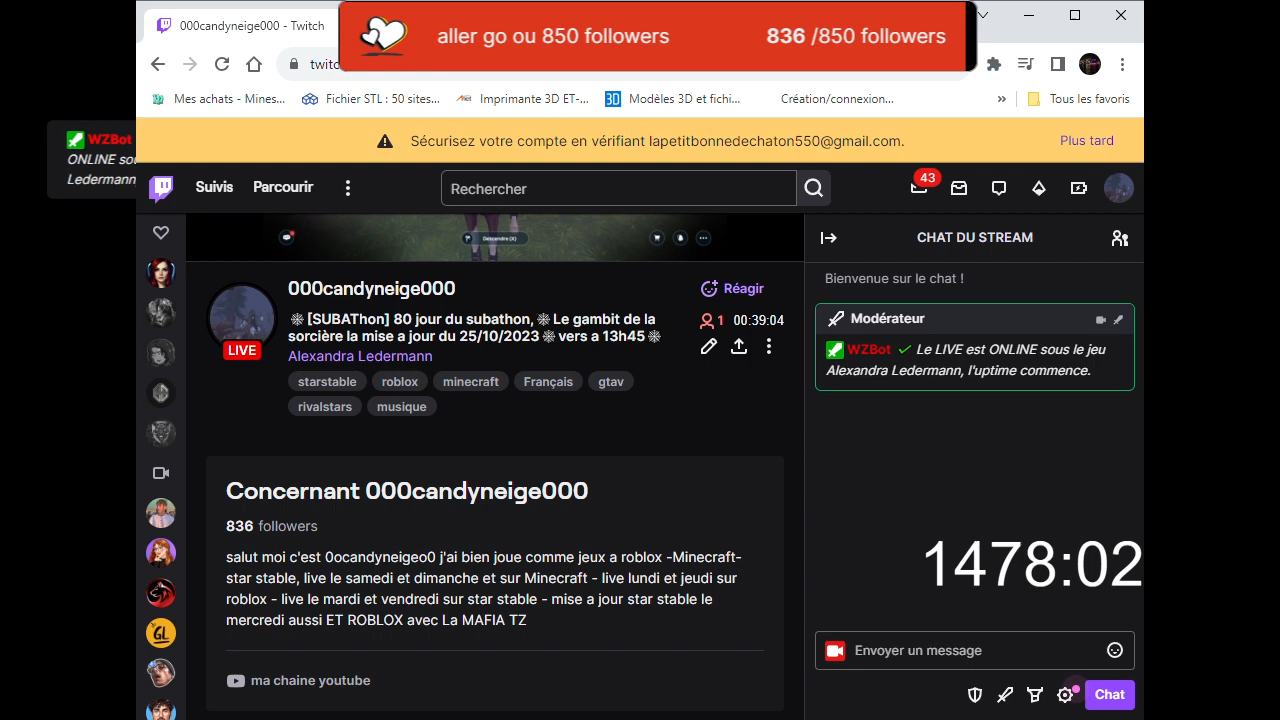 000candyneige000 - Twitch
aller go ou 850 followers
836 /850 followers
twitc
Mes achats - Mines...
Fichier STL : 50 sites...
Imprimante 3D ET-...
Modèles 3D et fichi...
Création/connexion...
»
Tous les favoris
Sécurisez votre compte en vérifiant lapetitbonnedechaton550@gmail.com.
Plus tard
WZBot
ONLINE sou
Ledermann,
Suivis
Parcourir
Rechercher
43
Descendre (X)
CHAT DU STREAM
Bienvenue sur le chat !
000candyneige000
Réagir
❄[SUBAThon] 80 jour du subathon,❄Le gambit de la
sorcière la mise a jour du 25/10/2023❄vers a 13h45❄
1
00:39:04
LIVE
Alexandra Ledermann
starstable
roblox
minecraft
Français
gtav
rivalstars
musique
Modérateur
WZBot ✓ Le LIVE est ONLINE sous le jeu
Alexandra Ledermann, l'uptime commence.
Concernant 000candyneige000
836 followers
salut moi c'est 0ocandyneigeo0 j'ai bien joue comme jeux a roblox -Minecraft-
star stable, live le samedi et dimanche et sur Minecraft - live lundi et jeudi sur
roblox - live le mardi et vendredi sur star stable - mise a jour star stable le
mercredi aussi ET ROBLOX avec La MAFIA TZ
ma chaine youtube
GL
1478:02
Envoyer un message
Chat